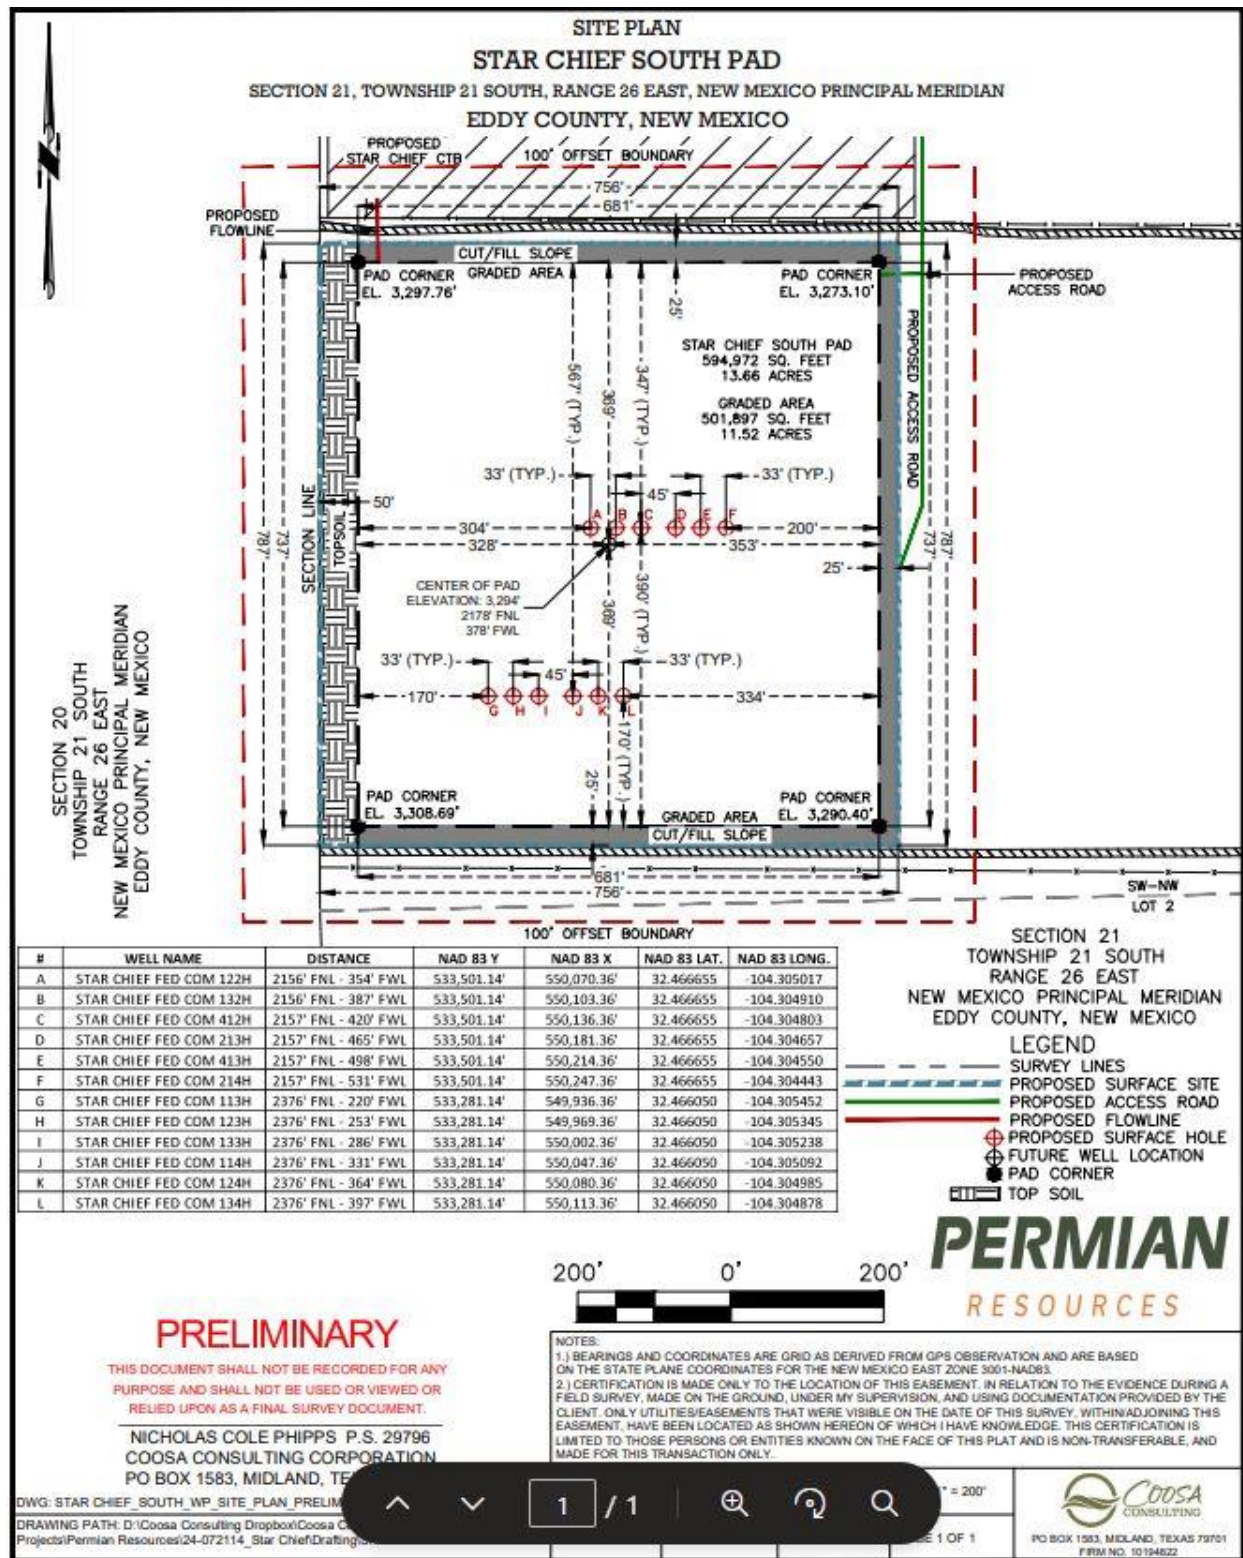 SITE PLAN
STAR CHIEF SOUTH PAD
SECTION 21, TOWNSHIP 21 SOUTH, RANGE 26 EAST, NEW MEXICO PRINCIPAL MERIDIAN
EDDY COUNTY, NEW MEXICO
PROPOSED
STAR CHIEF CTB
100' OFFSET BOUNDARY
756'
681'
PROPOSED
FLOWLINE
CUT/FILL SLOPE
GRADED AREA
PAD CORNER
EL. 3,297.76'
PAD CORNER
EL. 3,273.10'
PROPOSED
ACCESS ROAD
25'
STAR CHIEF SOUTH PAD
594,972 SQ. FEET
13.66 ACRES
GRADED AREA
501,897 SQ. FEET
11.52 ACRES
PROPOSED ACCESS ROAD
567' (TYP.)
369'
347' (TYP.)
33' (TYP.)
45'
33' (TYP.)
A B C D E F
SECTION LINE
TOPSOIL
50'
304'
200'
328'
353'
787'
737'
737'
787'
25'
CENTER OF PAD
ELEVATION: 3,294'
2178' FNL
378' FWL
369'
390' (TYP.)
33' (TYP.)
45'
33' (TYP.)
170'
334'
G H I J K L
170' (TYP.)
25'
SECTION 20
TOWNSHIP 21 SOUTH
RANGE 26 EAST
NEW MEXICO PRINCIPAL MERIDIAN
EDDY COUNTY, NEW MEXICO
PAD CORNER
EL. 3,308.69'
PAD CORNER
EL. 3,290.40'
GRADED AREA
CUT/FILL SLOPE
681'
756'
SW-NW
LOT 2
100' OFFSET BOUNDARY
SECTION 21
TOWNSHIP 21 SOUTH
RANGE 26 EAST
NEW MEXICO PRINCIPAL MERIDIAN
EDDY COUNTY, NEW MEXICO
# WELL NAME DISTANCE NAD 83 Y NAD 83 X NAD 83 LAT. NAD 83 LONG.
A STAR CHIEF FED COM 122H 2156' FNL - 354' FWL 533,501.14' 550,070.36' 32.466655 -104.305017
B STAR CHIEF FED COM 132H 2156' FNL - 387' FWL 533,501.14' 550,103.36' 32.466655 -104.304910
C STAR CHIEF FED COM 412H 2157' FNL - 420' FWL 533,501.14' 550,136.36' 32.466655 -104.304803
D STAR CHIEF FED COM 213H 2157' FNL - 465' FWL 533,501.14' 550,181.36' 32.466655 -104.304657
E STAR CHIEF FED COM 413H 2157' FNL - 498' FWL 533,501.14' 550,214.36' 32.466655 -104.304550
F STAR CHIEF FED COM 214H 2157' FNL - 531' FWL 533,501.14' 550,247.36' 32.466655 -104.304443
G STAR CHIEF FED COM 113H 2376' FNL - 220' FWL 533,281.14' 549,936.36' 32.466050 -104.305452
H STAR CHIEF FED COM 123H 2376' FNL - 253' FWL 533,281.14' 549,969.36' 32.466050 -104.305345
I STAR CHIEF FED COM 133H 2376' FNL - 286' FWL 533,281.14' 550,002.36' 32.466050 -104.305238
J STAR CHIEF FED COM 114H 2376' FNL - 331' FWL 533,281.14' 550,047.36' 32.466050 -104.305092
K STAR CHIEF FED COM 124H 2376' FNL - 364' FWL 533,281.14' 550,080.36' 32.466050 -104.304985
L STAR CHIEF FED COM 134H 2376' FNL - 397' FWL 533,281.14' 550,113.36' 32.466050 -104.304878
LEGEND
SURVEY LINES
PROPOSED SURFACE SITE
PROPOSED ACCESS ROAD
PROPOSED FLOWLINE
PROPOSED SURFACE HOLE
FUTURE WELL LOCATION
PAD CORNER
TOP SOIL
PERMIAN
RESOURCES
200' 0' 200'
PRELIMINARY
THIS DOCUMENT SHALL NOT BE RECORDED FOR ANY
PURPOSE AND SHALL NOT BE USED OR VIEWED OR
RELIED UPON AS A FINAL SURVEY DOCUMENT.
NICHOLAS COLE PHIPPS P.S. 29796
COOSA CONSULTING CORPORATION
PO BOX 1583, MIDLAND,
NOTES:
1.) BEARINGS AND COORDINATES ARE GRID AS DERIVED FROM GPS OBSERVATION AND ARE BASED
ON THE STATE PLANE COORDINATES FOR THE NEW MEXICO EAST ZONE 3001-NAD83.
2.) CERTIFICATION IS MADE ONLY TO THE LOCATION OF THIS EASEMENT, IN RELATION TO THE EVIDENCE DURING A
FIELD SURVEY, MADE ON THE GROUND, UNDER MY SUPERVISION, AND USING DOCUMENTATION PROVIDED BY THE
CLIENT. ONLY UTILITIES/EASEMENTS THAT WERE VISIBLE ON THE DATE OF THIS SURVEY, WITHIN/ADJOINING THIS
EASEMENT, HAVE BEEN LOCATED AS SHOWN HEREON OF WHICH I HAVE KNOWLEDGE. THIS CERTIFICATION IS
LIMITED TO THOSE PERSONS OR ENTITIES KNOWN ON THE FACE OF THIS PLAT AND IS NON-TRANSFERABLE, AND
MADE FOR THIS TRANSACTION ONLY.
DWG: STAR CHIEF_SOUTH_WP_SITE_PLAN_PRELIM
DRAWING PATH: D:\Coosa Consulting Dropbox\Coosa
Projects\Permian Resources\24-072114_Star Chief\Drafting\
1 / 1
= 200'
1 OF 1
COOSA
CONSULTING
PO BOX 1583, MIDLAND, TEXAS 79701
FIRM NO. 10194822